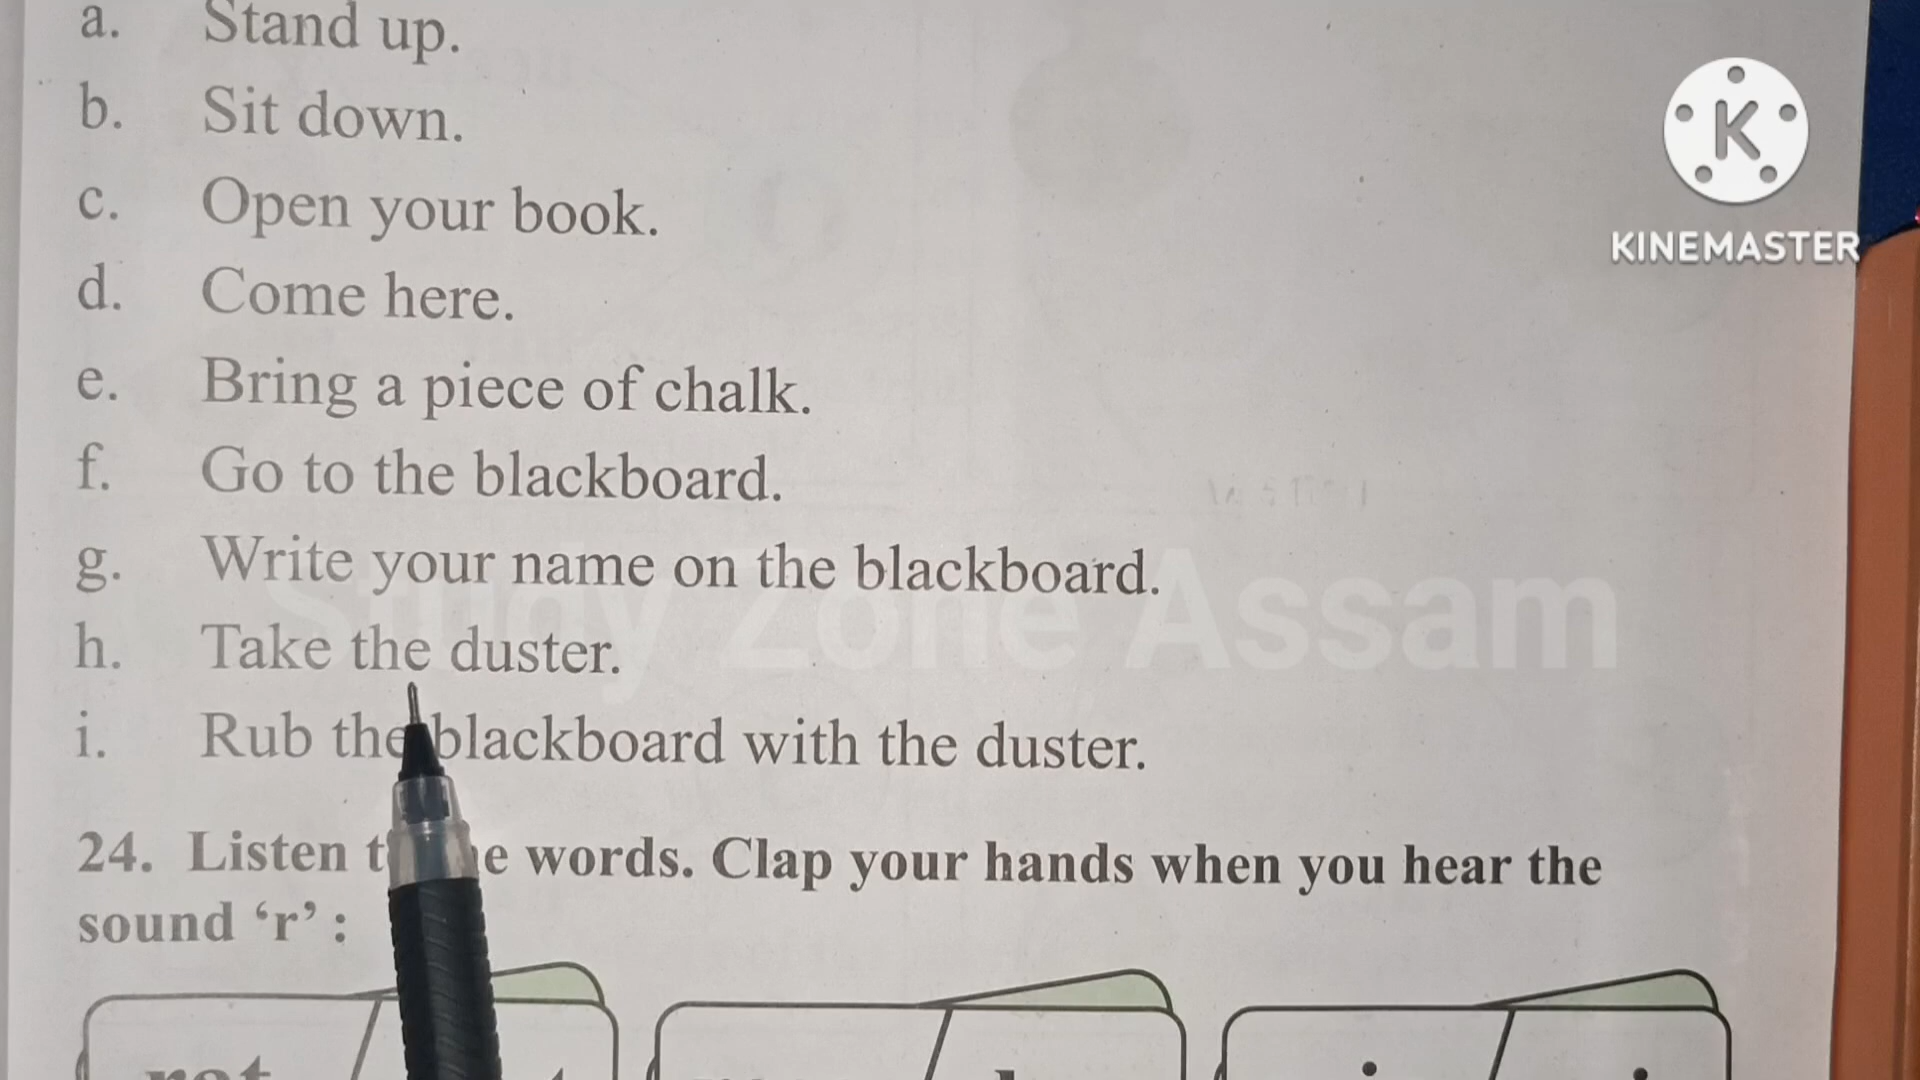 a. Stand up.
b. Sit down.
c. Open your book.
d. Come here.
e. Bring a piece of chalk.
f. Go to the blackboard.
g. Write your name on the blackboard.
h. Take the duster.
i. Rub the blackboard with the duster.
24. Listen words. Clap your hands when you hear the
sound ‘r’ :
K
KINEMASTER
Study Zone Assam